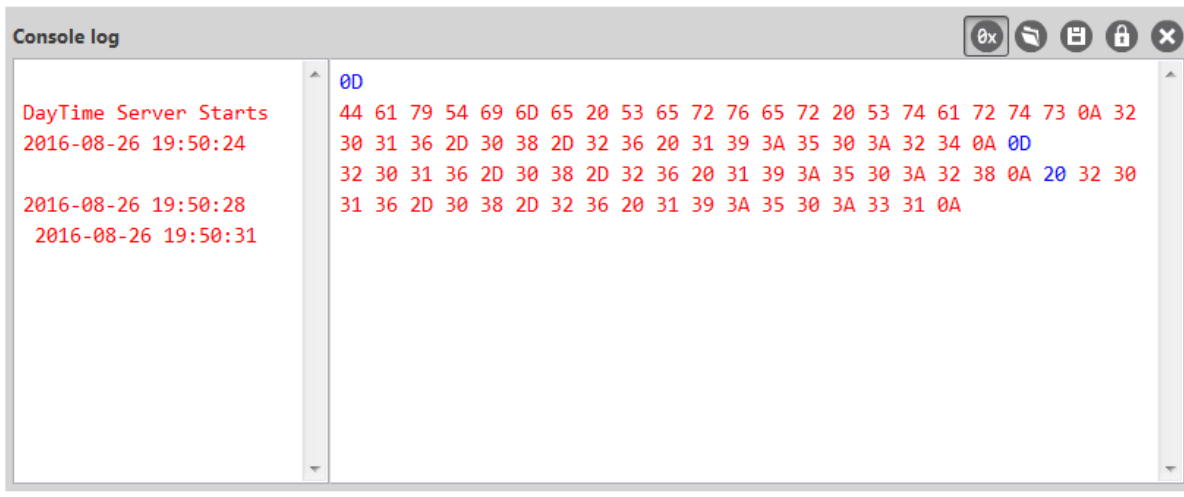 Console log
0x
DayTime Server Starts
2016-08-26 19:50:24
2016-08-26 19:50:28
2016-08-26 19:50:31
0D
44 61 79 54 69 6D 65 20 53 65 72 76 65 72 20 53 74 61 72 74 73 0A 32
30 31 36 2D 30 38 2D 32 36 20 31 39 3A 35 30 3A 32 34 0A 0D
32 30 31 36 2D 30 38 2D 32 36 20 31 39 3A 35 30 3A 32 38 0A 20 32 30
31 36 2D 30 38 2D 32 36 20 31 39 3A 35 30 3A 33 31 0A